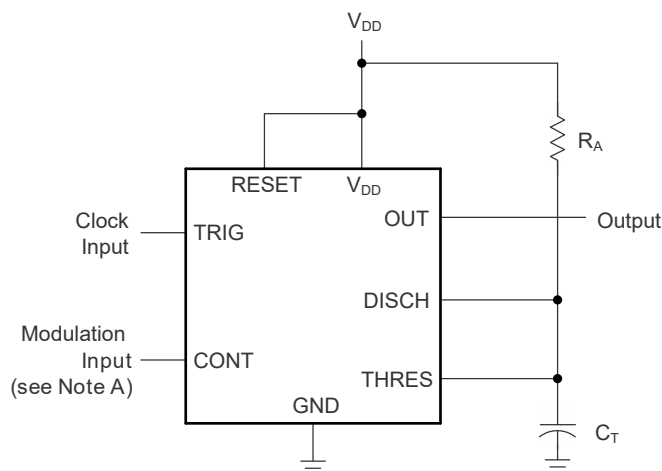 V_DD
R_A
RESET
V_DD
Clock
Input
TRIG
OUT
Output
DISCH
Modulation
Input
(see Note A)
CONT
THRES
GND
C_T